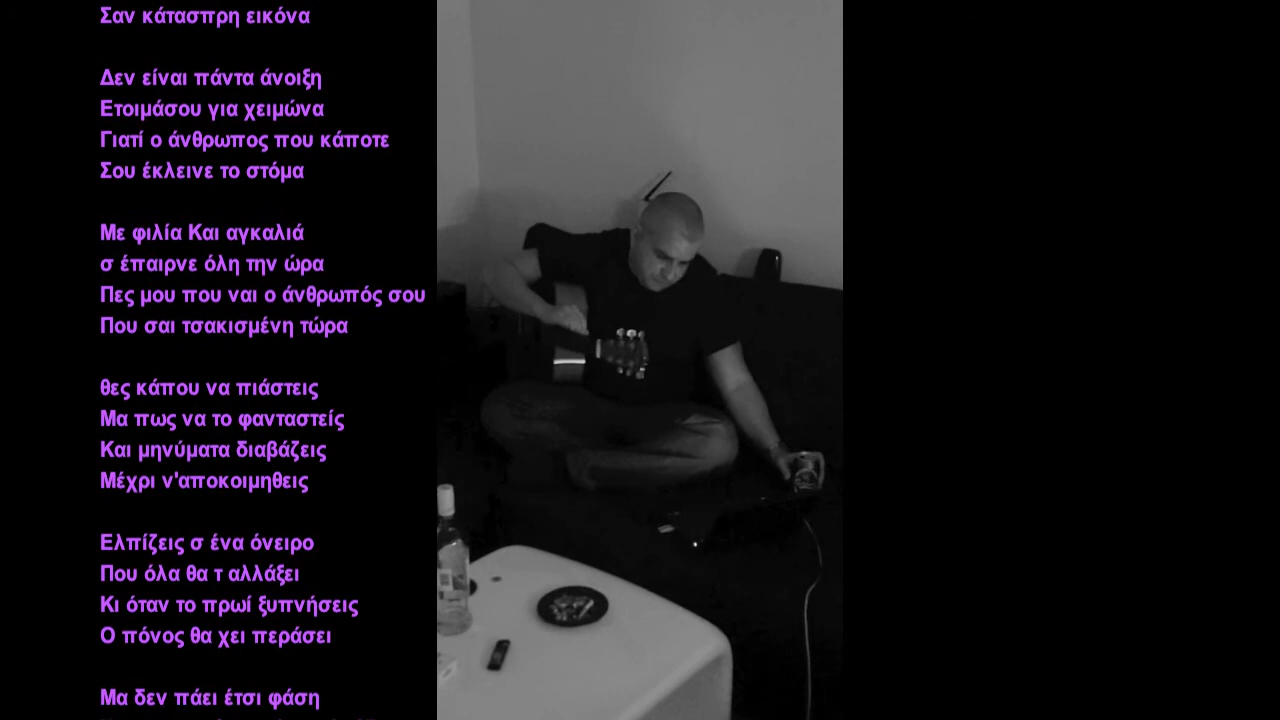 Σαν κάτασπρη εικόνα
Δεν είναι πάντα άνοιξη
Ετοιμάσου για χειμώνα
Γιατί ο άνθρωπος που κάποτε
Σου έκλεινε το στόμα
Με φιλία Και αγκαλιά
σ έπαιρνε όλη την ώρα
Πες μου που ναι ο άνθρωπός σου
Που σαι τσακισμένη τώρα
θες κάπου να πιάστεις
Μα πως να το φανταστείς
Και μηνύματα διαβάζεις
Μέχρι ν'αποκοιμηθεις
Ελπίζεις σ ένα όνειρο
Που όλα θα τ αλλάξει
Κι όταν το πρωί ξυπνήσεις
Ο πόνος θα χει περάσει
Μα δεν πάει έτσι φάση